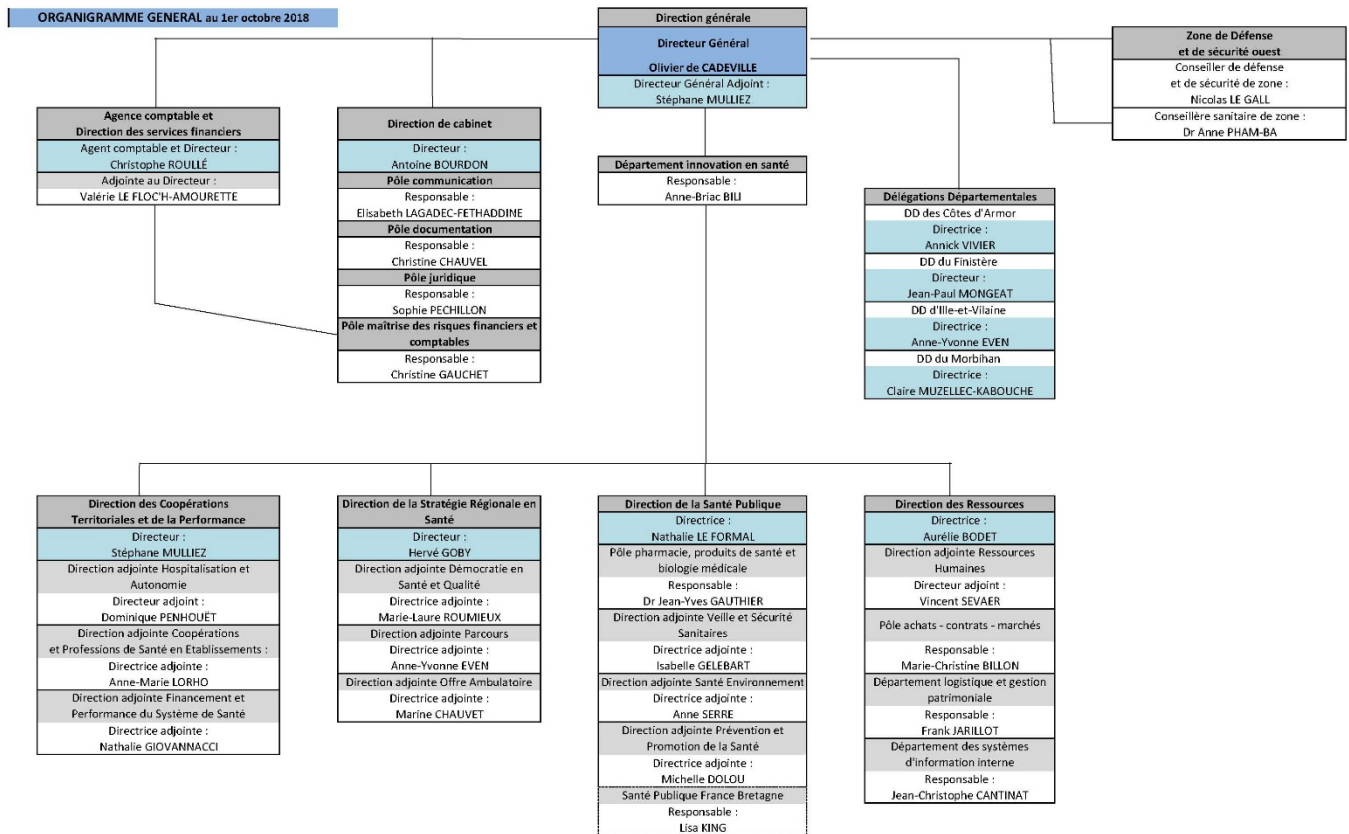 ORGANIGRAMME GENERAL au 1er octobre 2018
Direction générale
Directeur Général
Olivier de CADEVILLE
Directeur Général Adjoint :
Stéphane MULLIEZ
Zone de Défense
et de sécurité ouest
Conseiller de défense
et de sécurité de zone :
Nicolas LE GALL
Conseillère sanitaire de zone :
Dr Anne PHAM-BA
Agence comptable et
Direction des services financiers
Agent comptable et Directeur :
Christophe ROULLÉ
Adjointe au Directeur :
Valérie LE FLOC'H-AMOURETTE
Direction de cabinet
Directeur :
Antoine BOURDON
Pôle communication
Responsable :
Elisabeth LAGADEC-FETHADDINE
Pôle documentation
Responsable :
Christine CHAUVEL
Pôle juridique
Responsable :
Sophie PECHILLON
Pôle maîtrise des risques financiers et
comptables
Responsable :
Christine GAUCHET
Département innovation en santé
Responsable :
Anne-Briac BILI
Délégations Départementales
DD des Côtes d'Armor
Directrice :
Annick VIVIER
DD du Finistère
Directeur :
Jean-Paul MONGEAT
DD d'Ille-et-Vilaine
Directrice :
Anne-Yvonne EVEN
DD du Morbihan
Directrice :
Claire MUZELLEC-KABOUCHE
Direction des Coopérations
Territoriales et de la Performance
Directeur :
Stéphane MULLIEZ
Direction adjointe Hospitalisation et
Autonomie
Directeur adjoint :
Dominique PENHOUËT
Direction adjointe Coopérations
et Professions de Santé en Etablissements :
Directrice adjointe :
Anne-Marie LORHO
Direction adjointe Financement et
Performance du Système de Santé
Directrice adjointe :
Nathalie GIOVANNACCI
Direction de la Stratégie Régionale en
Santé
Directeur :
Hervé GOBY
Direction adjointe Démocratie en
Santé et Qualité
Directrice adjointe :
Marie-Laure ROUMIEUX
Direction adjointe Parcours
Directrice adjointe :
Anne-Yvonne EVEN
Direction adjointe Offre Ambulatoire
Directrice adjointe :
Marine CHAUVET
Direction de la Santé Publique
Directrice :
Nathalie LE FORMAL
Pôle pharmacie, produits de santé et
biologie médicale
Responsable :
Dr Jean-Yves GAUTHIER
Direction adjointe Veille et Sécurité
Sanitaires
Directrice adjointe :
Isabelle GELEBART
Direction adjointe Santé Environnement
Directrice adjointe :
Anne SERRE
Direction adjointe Prévention et
Promotion de la Santé
Directrice adjointe :
Michelle DOLOU
Santé Publique France Bretagne
Responsable :
Lisa KING
Direction des Ressources
Directrice :
Aurélie BODET
Direction adjointe Ressources
Humaines
Directeur adjoint :
Vincent SEVAER
Pôle achats - contrats - marchés
Responsable :
Marie-Christine BILLON
Département logistique et gestion
patrimoniale
Responsable :
Frank JARILLOT
Département des systèmes
d'information interne
Responsable :
Jean-Christophe CANTINAT